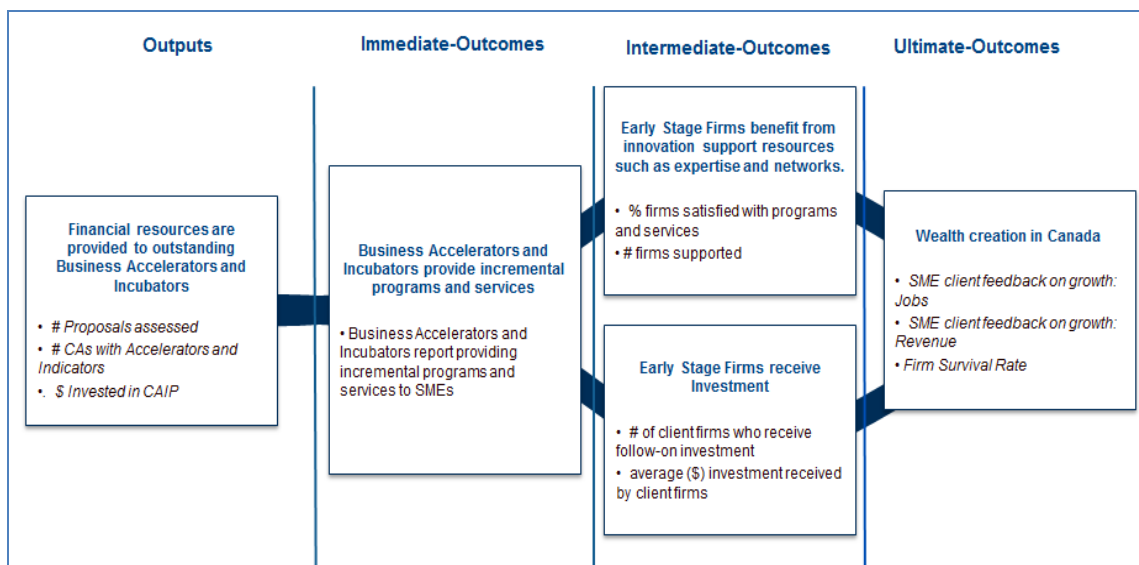 Outputs
Immediate-Outcomes
Intermediate-Outcomes
Ultimate-Outcomes
Financial resources are
provided to outstanding
Business Accelerators and
Incubators
• # Proposals assessed
• # CAs with Accelerators and
Indicators
•. $ Invested in CAIP
Business Accelerators and
Incubators provide incremental
programs and services
• Business Accelerators and
Incubators report providing
incremental programs and
services to SMEs
Early Stage Firms benefit from
innovation support resources
such as expertise and networks.
• % firms satisfied with programs
and services
• # firms supported
Early Stage Firms receive
Investment
• # of client firms who receive
follow-on investment
• average ($) investment received
by client firms
Wealth creation in Canada
• SME client feedback on growth:
Jobs
• SME client feedback on growth:
Revenue
• Firm Survival Rate